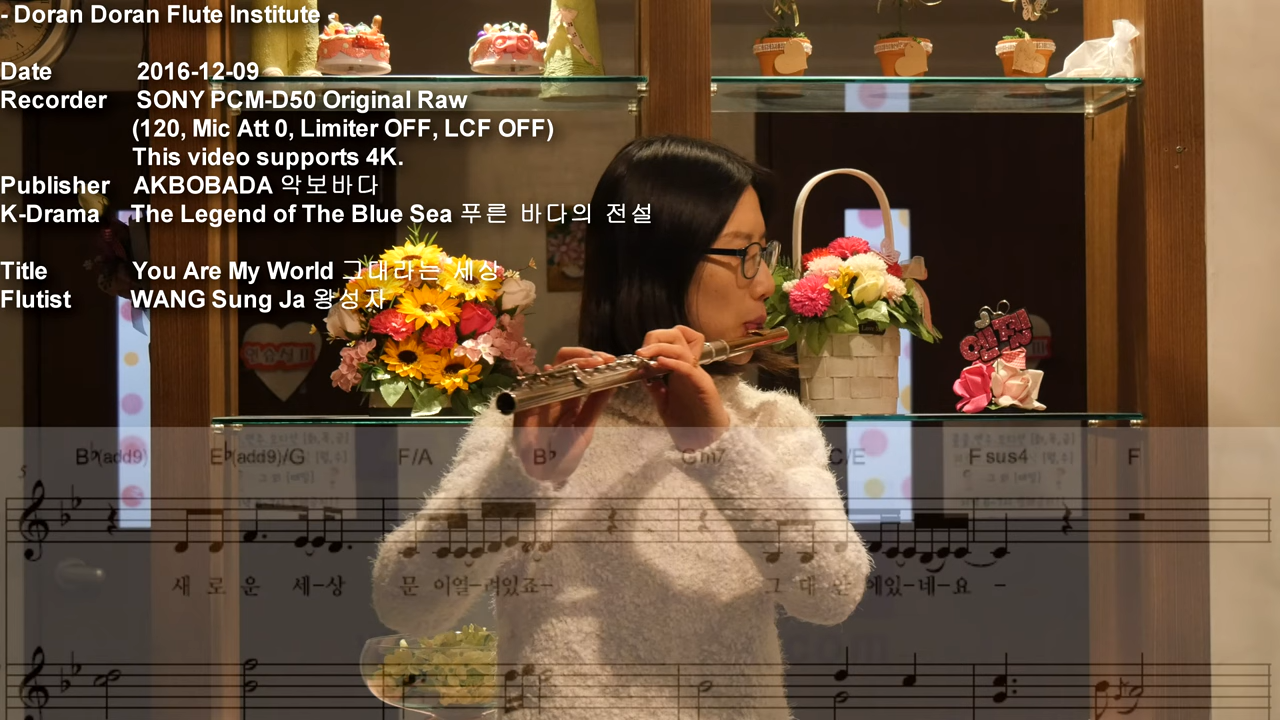 - Doran Doran Flute Institute -
Date 2016-12-09
Recorder SONY PCM-D50 Original Raw
(120, Mic Att 0, Limiter OFF, LCF OFF)
This video supports 4K.
Publisher AKBOBADA 악보바다
K-Drama The Legend of The Blue Sea 푸른 바다의 전설
Title You Are My World 그대라는 세상
Flutist WANG Sung Ja 왕성자
5
B♭(add9) E♭(add9)/G F/A B♭ Gm7 C/E F sus4 F
새 로 운 세-상 문 이열-려있죠- 그 대 안 에있-네-요 -
.com